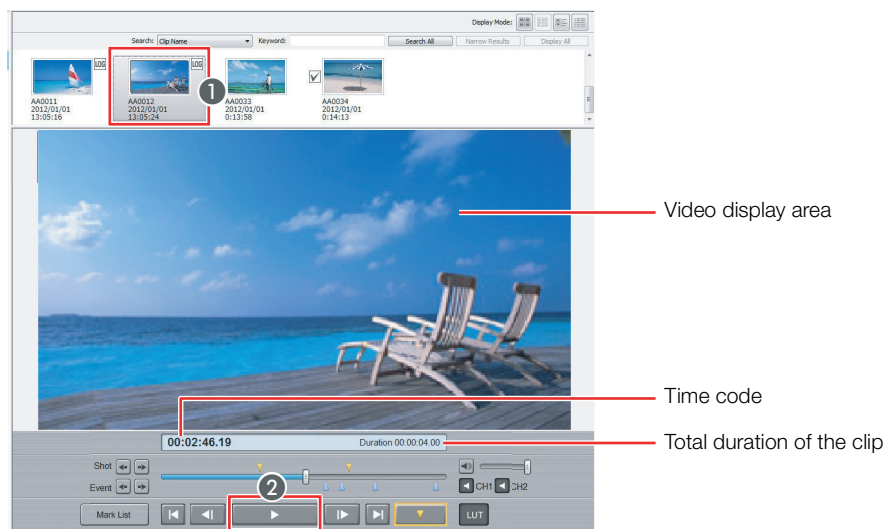 Display Mode:
Search: Clip Name Keyword: Search All Narrow Results Display All
LOG LOG
1
AA0011 AA0012 AA0033 AA0034
2012/01/01 2012/01/01 2012/01/01 2012/01/01
13:05:16 13:05:24 0:13:58 0:14:13
Video display area
Time code
00:02:46.19 Duration 00:00:04.00
Total duration of the clip
Shot
Event 2 CH1 CH2
Mark List LUT